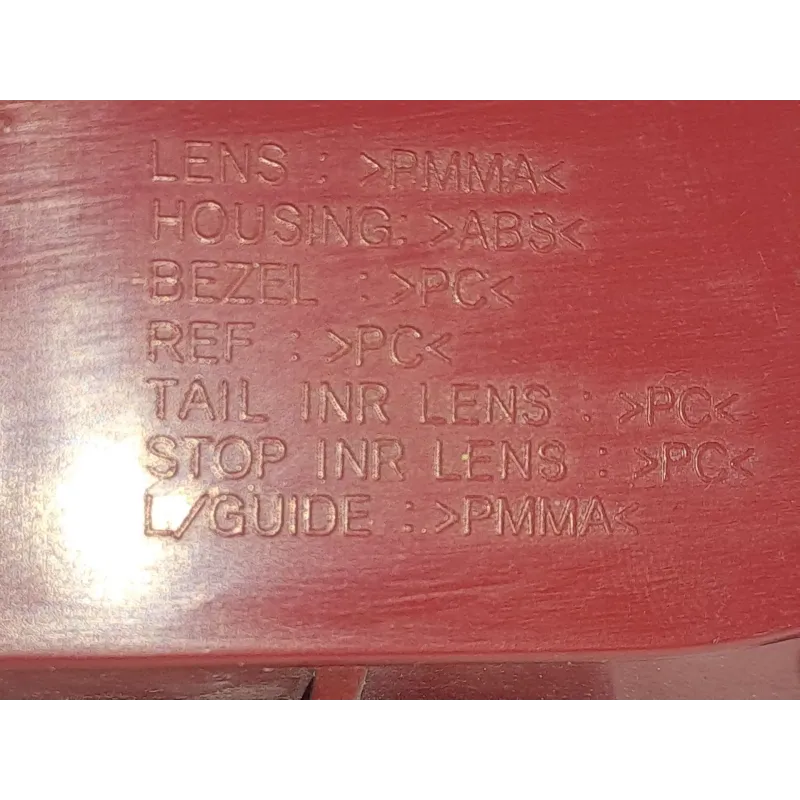 LENS : >PMMA<
HOUSING: >ABS<
BEZEL : >PC<
REF : >PC<
TAIL INR LENS : >PC<
STOP INR LENS : >PC<
L/GUIDE : >PMMA<